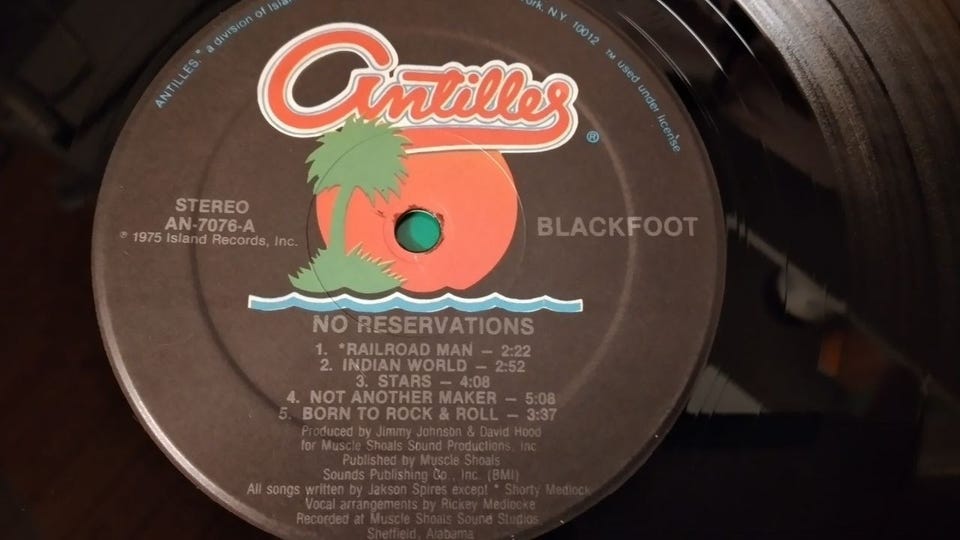 ANTILLES.® a division of Isla
ork, N.Y. 10012 ™ used under license
Antilles
®
STEREO
AN-7076-A
℗ 1975 Island Records, Inc.
BLACKFOOT
NO RESERVATIONS
1. *RAILROAD MAN — 2:22
2. INDIAN WORLD — 2:52
3. STARS — 4:08
4. NOT ANOTHER MAKER — 5:08
5. BORN TO ROCK & ROLL — 3:37
Produced by Jimmy Johnson & David Hood
for Muscle Shoals Sound Productions, Inc
Published by Muscle Shoals
Sounds Publishing Co., Inc. (BMI)
All songs written by Jakson Spires except * Shorty Medlock
Vocal arrangements by Rickey Medlocke
Recorded at Muscle Shoals Sound Studios,
Sheffield, Alabama